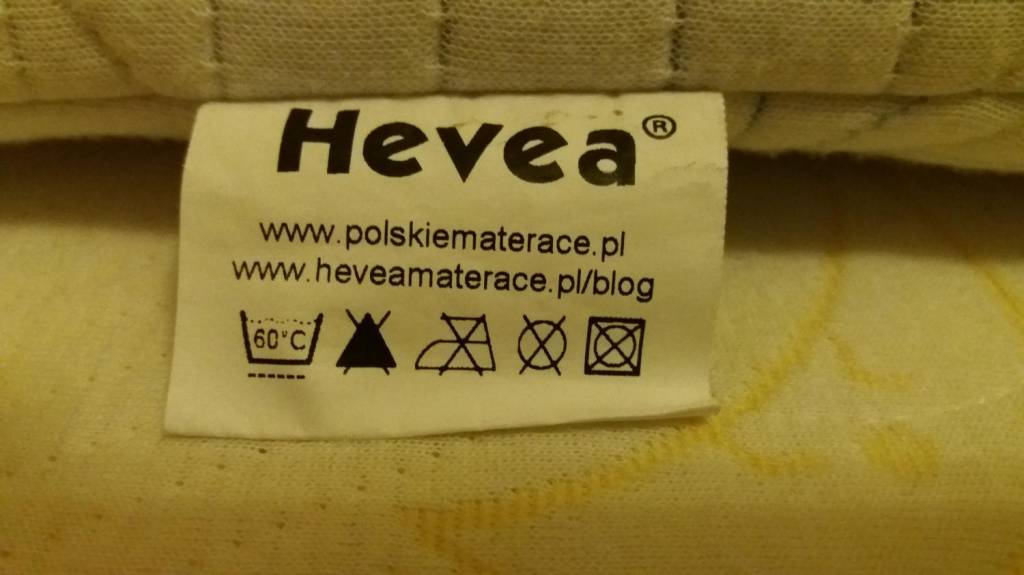 Hevea®
www.polskiematerace.pl
www.heveamaterace.pl/blog
60°C